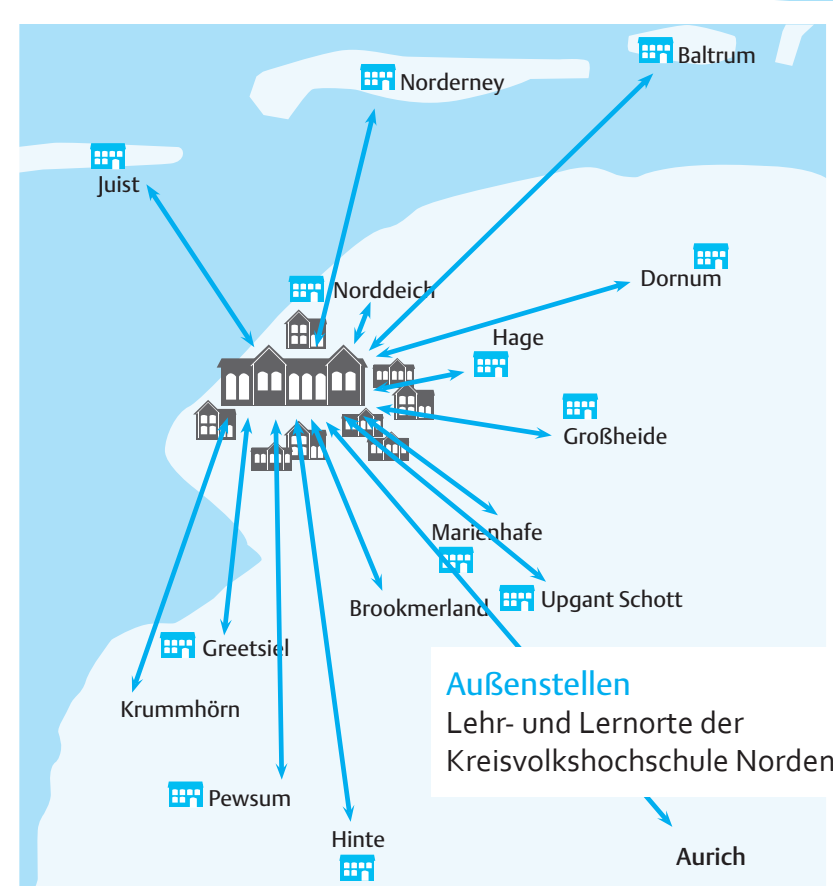 Baltrum
Norderney
Juist
Dornum
Norddeich
Hage
Großheide
Marienhafe
Brookmerland
Upgant Schott
Greetsiel
Krummhörn
Außenstellen
Lehr- und Lernorte der
Kreisvolkshochschule Norden
Pewsum
Hinte
Aurich